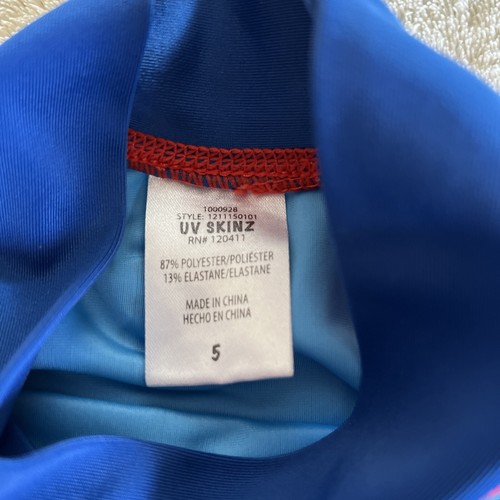 1000928
STYLE: 1211150101
UV SKINZ
RN# 120411
87% POLYESTER/POLIÉSTER
13% ELASTANE/ELASTANE
MADE IN CHINA
HECHO EN CHINA
5